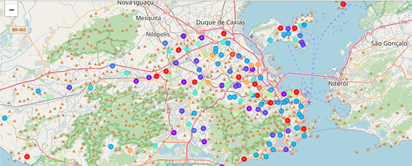 Nova Iguaçu
Mesquita
Duque de Caxias
Nilópolis
BR-465
São Gonçalo
Niterói